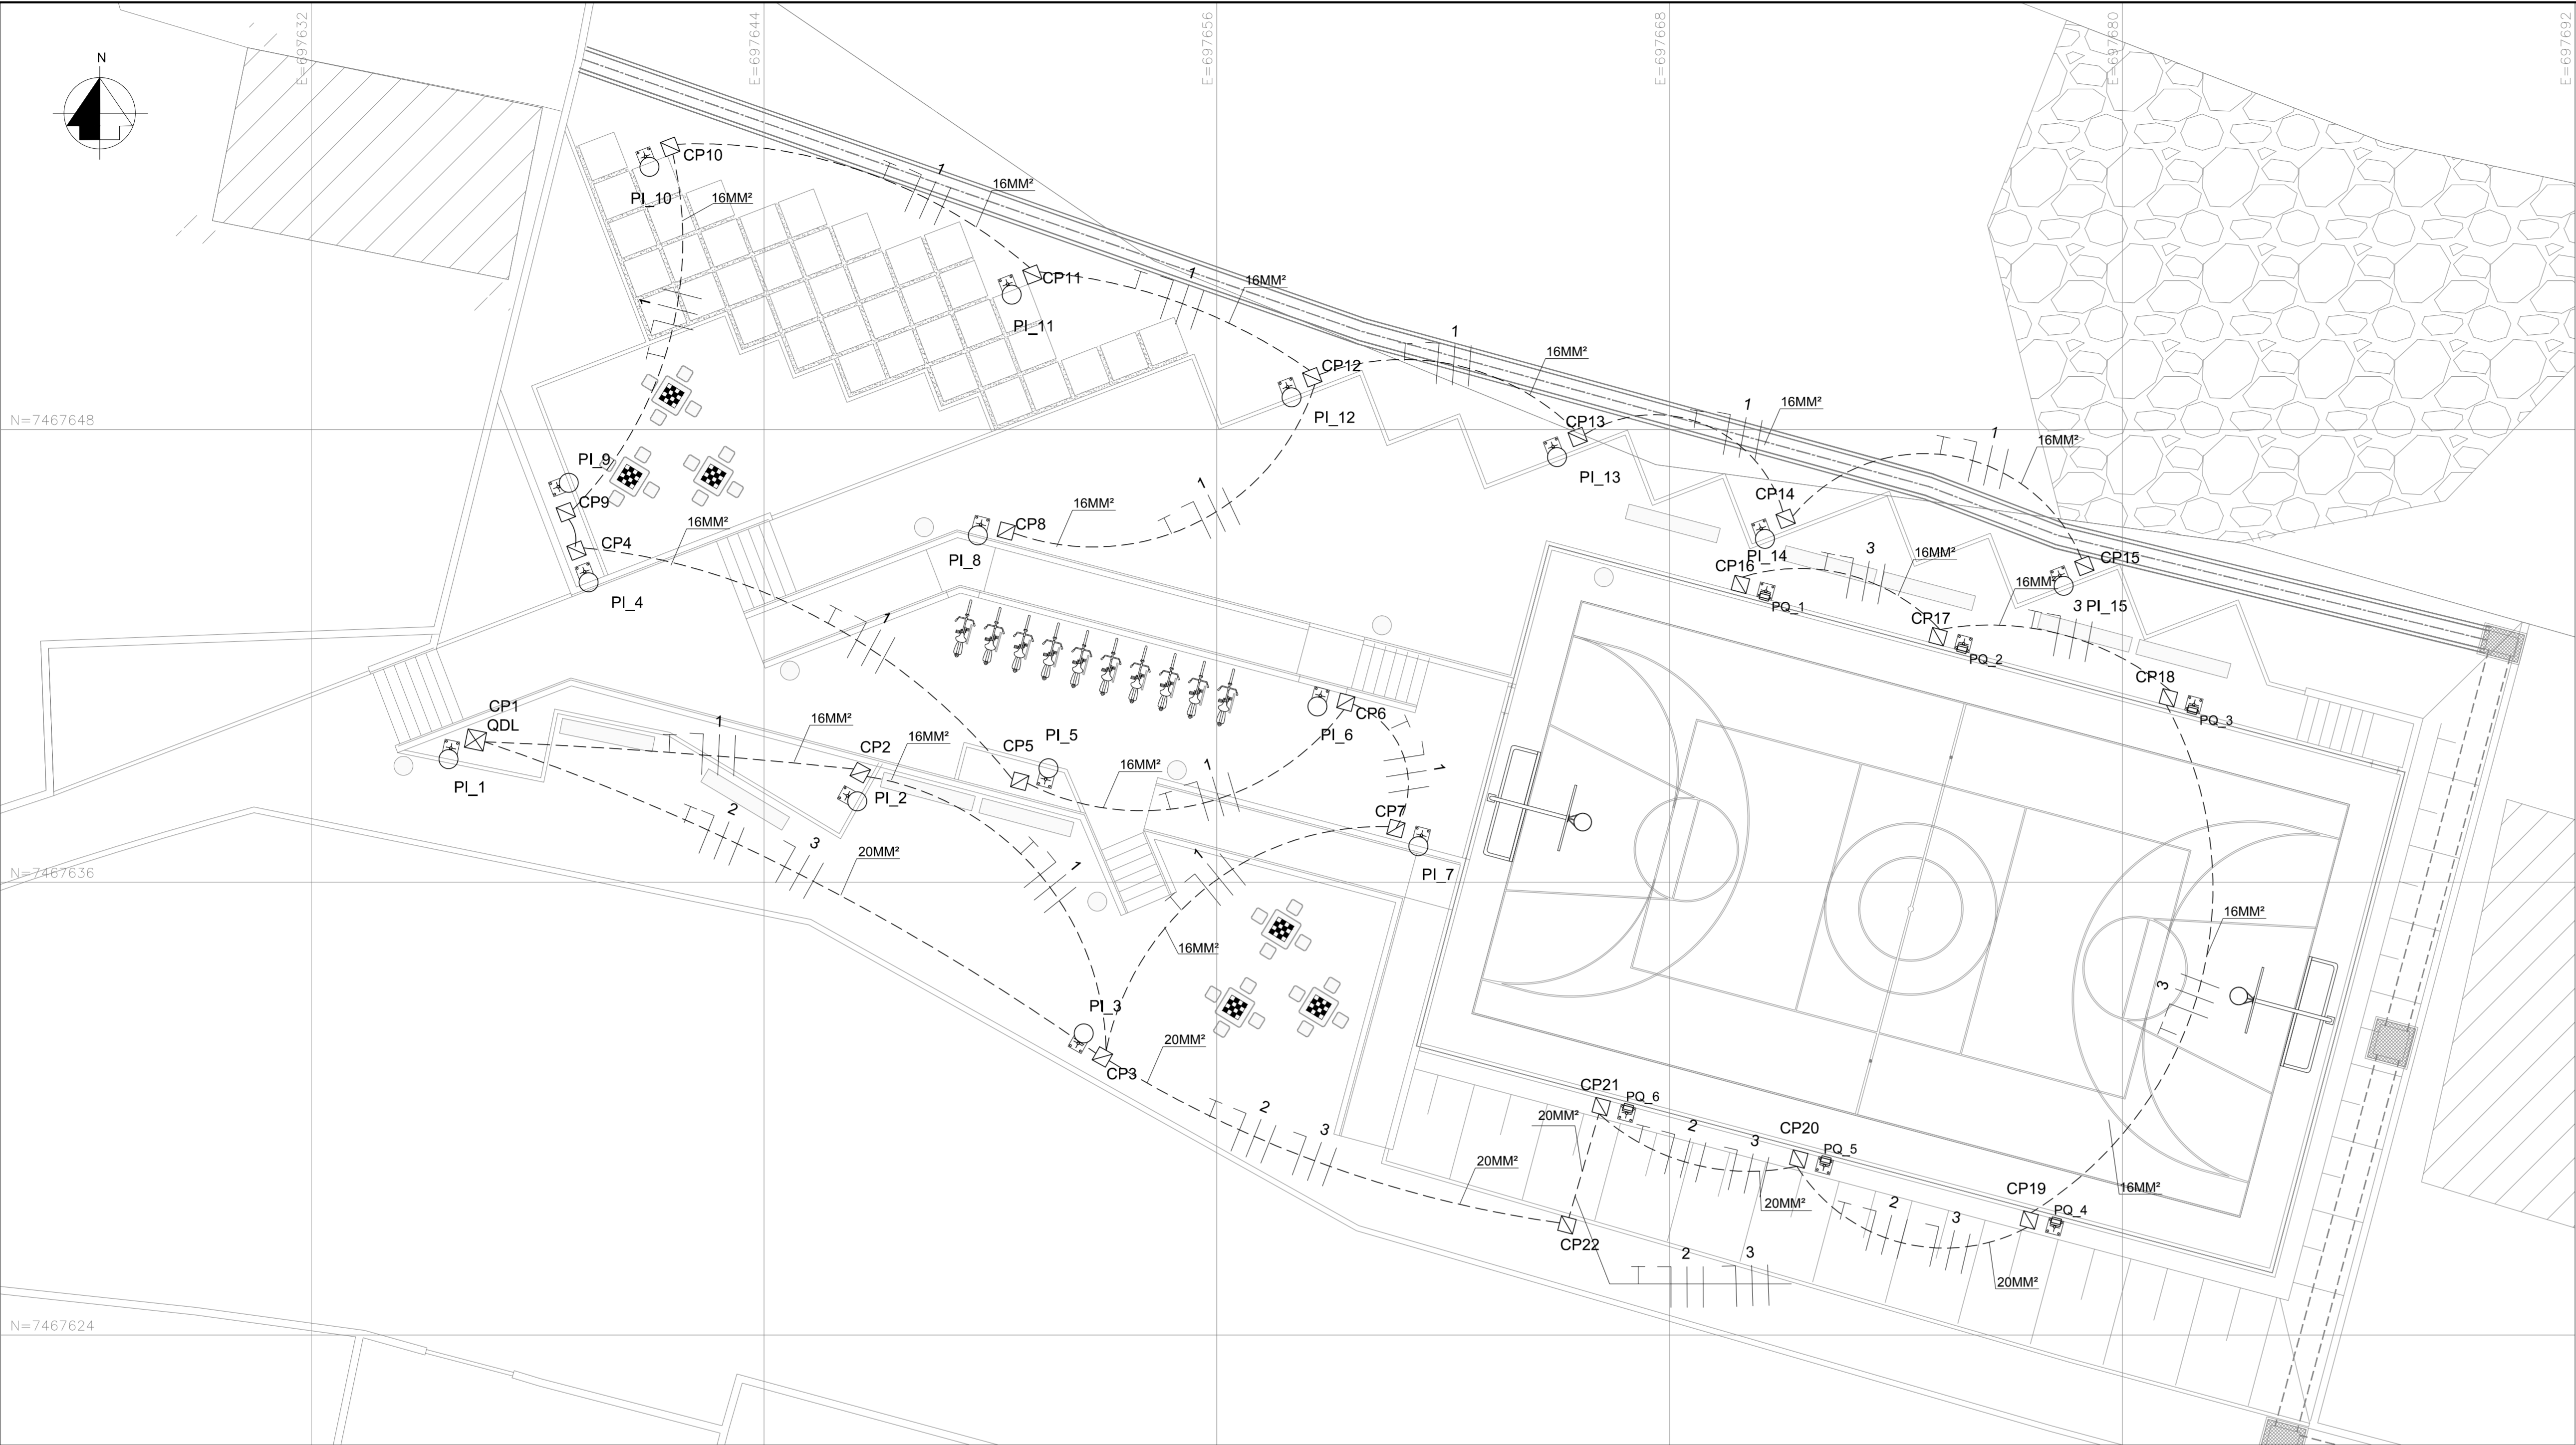 E=697632
E=697644
E=697656
E=697668
E=697680
E=697692
N
CP10
PI_10
16MM²
1
16MM²
1
CP11
PI_11
1
16MM²
CP12
PI_12
1
16MM²
CP13
PI_13
1
16MM²
CP14
PI_14
1
16MM²
CP15
3 PI_15
N=7467648
PI_9
CP9
CP4
PI_4
16MM²
1
CP8
PI_8
16MM²
1
CP16
PQ_1
3
16MM²
CP17
PQ_2
16MM²
CP18
PQ_3
CP1
QDL
PI_1
1
16MM²
CP2
PI_2
16MM²
CP5
PI_5
16MM²
1
CP6
PI_6
1
CP7
PI_7
2
3
20MM²
1
1
16MM²
N=7467636
PI_3
CP3
20MM²
2
3
20MM²
16MM²
3
CP21
PQ_6
20MM²
2
3
20MM²
CP20
PQ_5
CP19
PQ_4
16MM²
2
3
20MM²
CP22
2
3
N=7467624